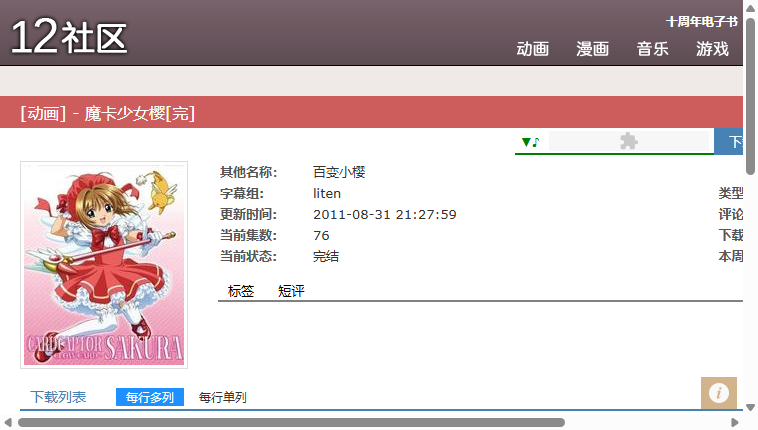 12社区
十周年电子书
动画 漫画 音乐 游戏
[动画] - 魔卡少女樱[完]
▼♪
其他名称: 百变小樱
字幕组: liten 类型
更新时间: 2011-08-31 21:27:59 评论
当前集数: 76 下载
当前状态: 完结 本周
标签 短评
CARDCAPTOR SAKURA
下载列表 每行多列 每行单列